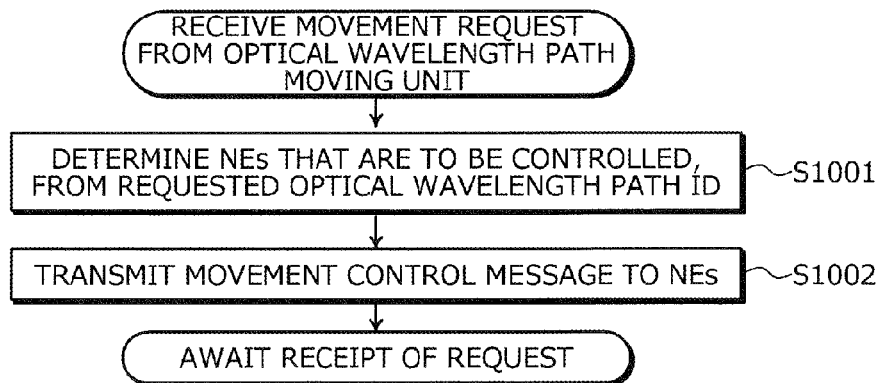 RECEIVE MOVEMENT REQUEST
FROM OPTICAL WAVELENGTH PATH
MOVING UNIT
DETERMINE NEs THAT ARE TO BE CONTROLLED,
FROM REQUESTED OPTICAL WAVELENGTH PATH ID
S1001
TRANSMIT MOVEMENT CONTROL MESSAGE TO NEs
S1002
AWAIT RECEIPT OF REQUEST